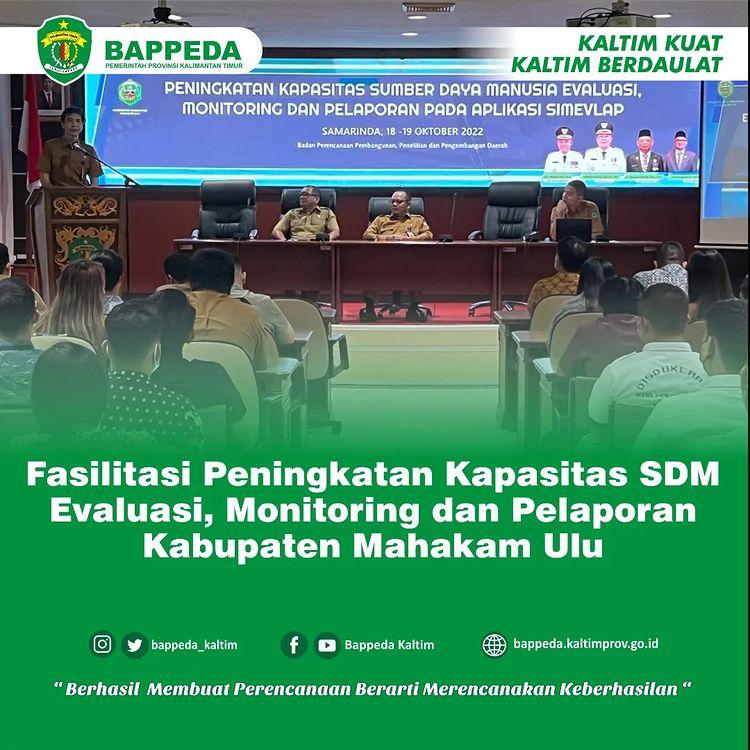 BAPPEDA
PEMERINTAH PROVINSI KALIMANTAN TIMUR
KALTIM KUAT
KALTIM BERDAULAT
PENINGKATAN KAPASITAS SUMBER DAYA MANUSIA EVALUASI,
MONITORING DAN PELAPORAN PADA APLIKASI SIMEVLAP
SAMARINDA, 18 -19 OKTOBER 2022
Badan Perencanaan Pembangunan, Penelitian dan Pengembangan Daerah
DISDUKCAP
Fasilitasi Peningkatan Kapasitas SDM
Evaluasi, Monitoring dan Pelaporan
Kabupaten Mahakam Ulu
bappeda_kaltim
Bappeda Kaltim
bappeda.kaltimprov.go.id
“ Berhasil Membuat Perencanaan Berarti Merencanakan Keberhasilan “